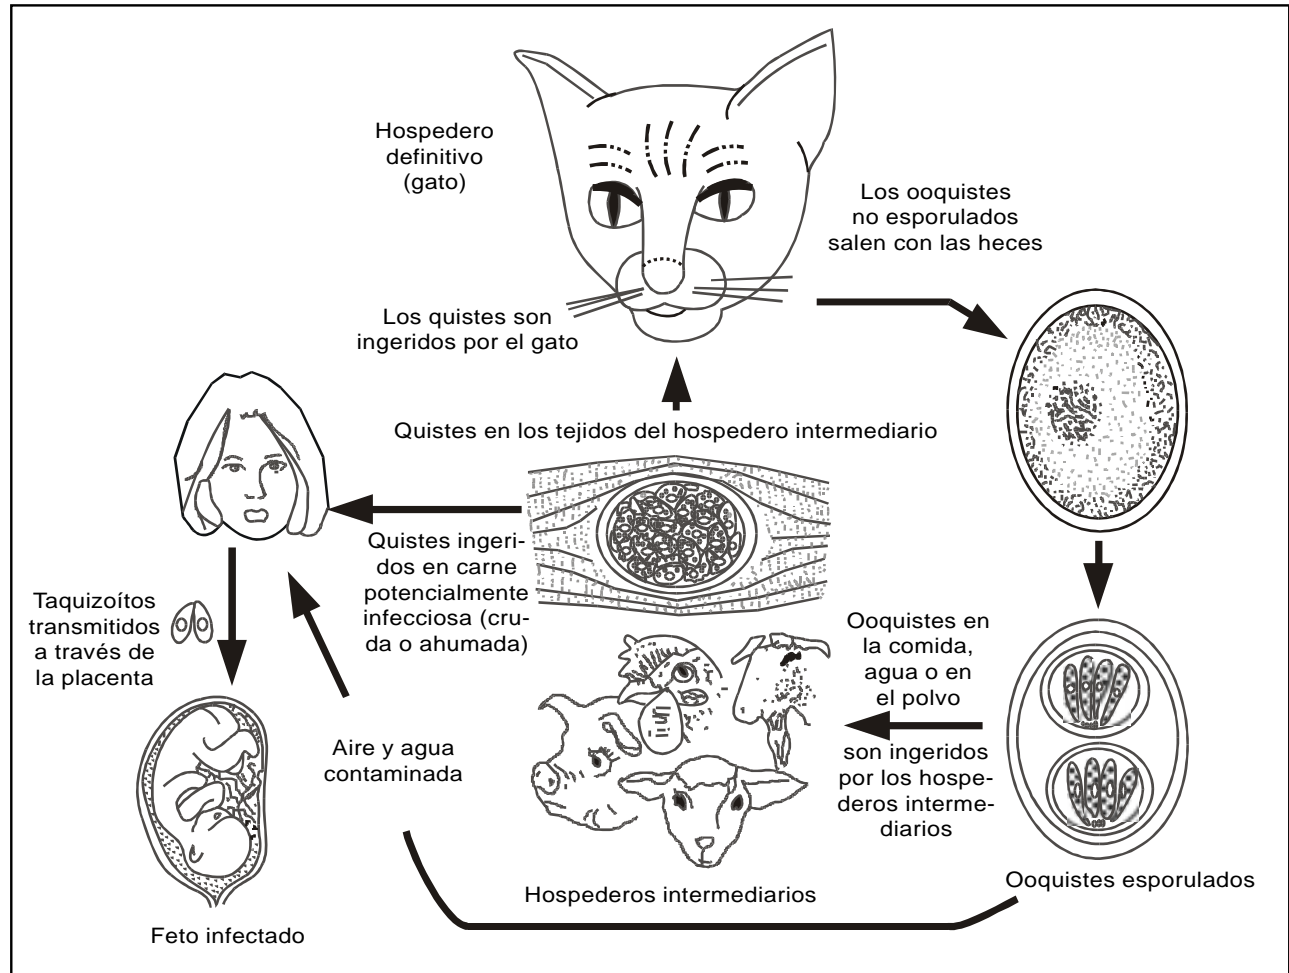 Hospedero
definitivo
(gato)
Los ooquistes
no esporulados
salen con las heces
Los quistes son
ingeridos por el gato
Quistes en los tejidos del hospedero intermediario
Quistes ingeri-
dos en carne
potencialmente
infecciosa (cru-
da o ahumada)
Taquizoítos
transmitidos
a través de
la placenta
Ooquistes en
la comida,
agua o en
el polvo
son ingeridos
por los hospe-
deros interme-
diarios
Aire y agua
contaminada
Hospederos intermediarios
Ooquistes esporulados
Feto infectado